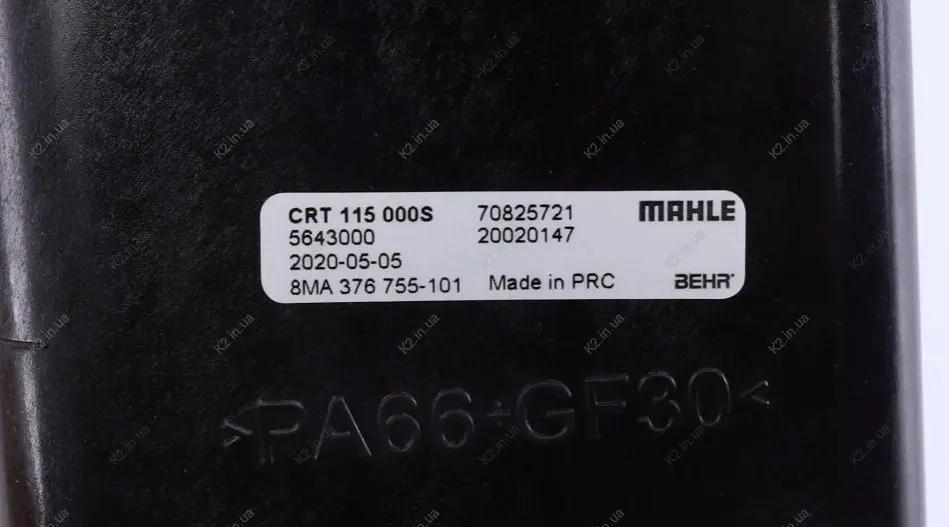 CRT 115 000S 70825721 MAHLE
5643000 20020147
2020-05-05
8MA 376 755-101 Made in PRC BEHR®
>PA66+GF30<
K2.in.ua